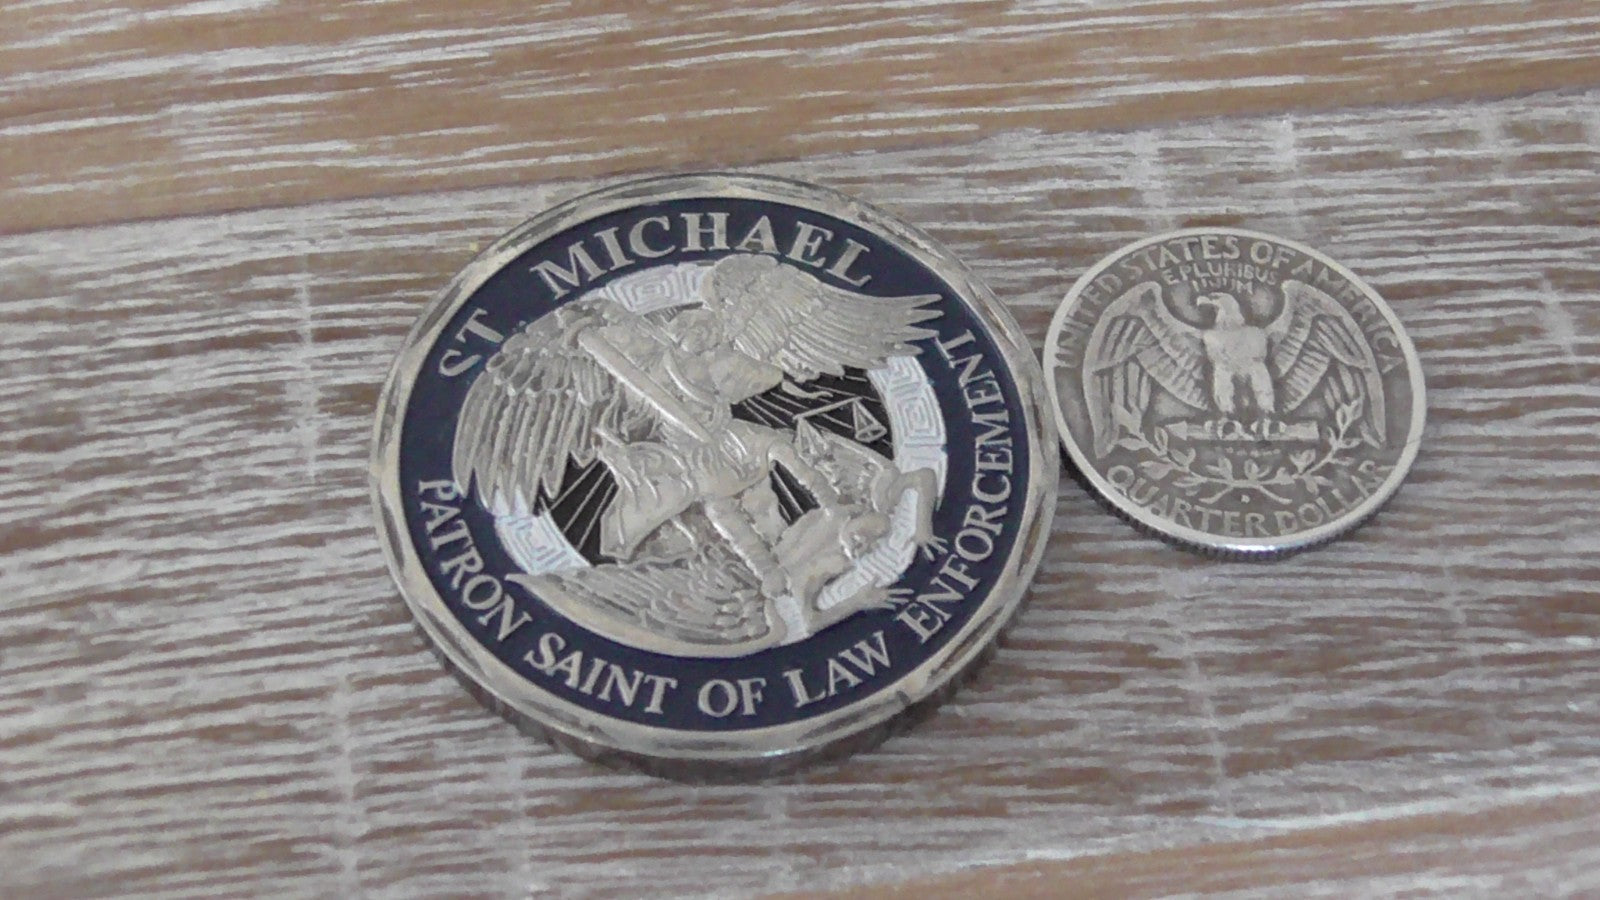 ST MICHAEL
PATRON SAINT OF LAW ENFORCEMENT
UNITED STATES OF AMERICA
E PLURIBUS
UNUM
QUARTER DOLLAR